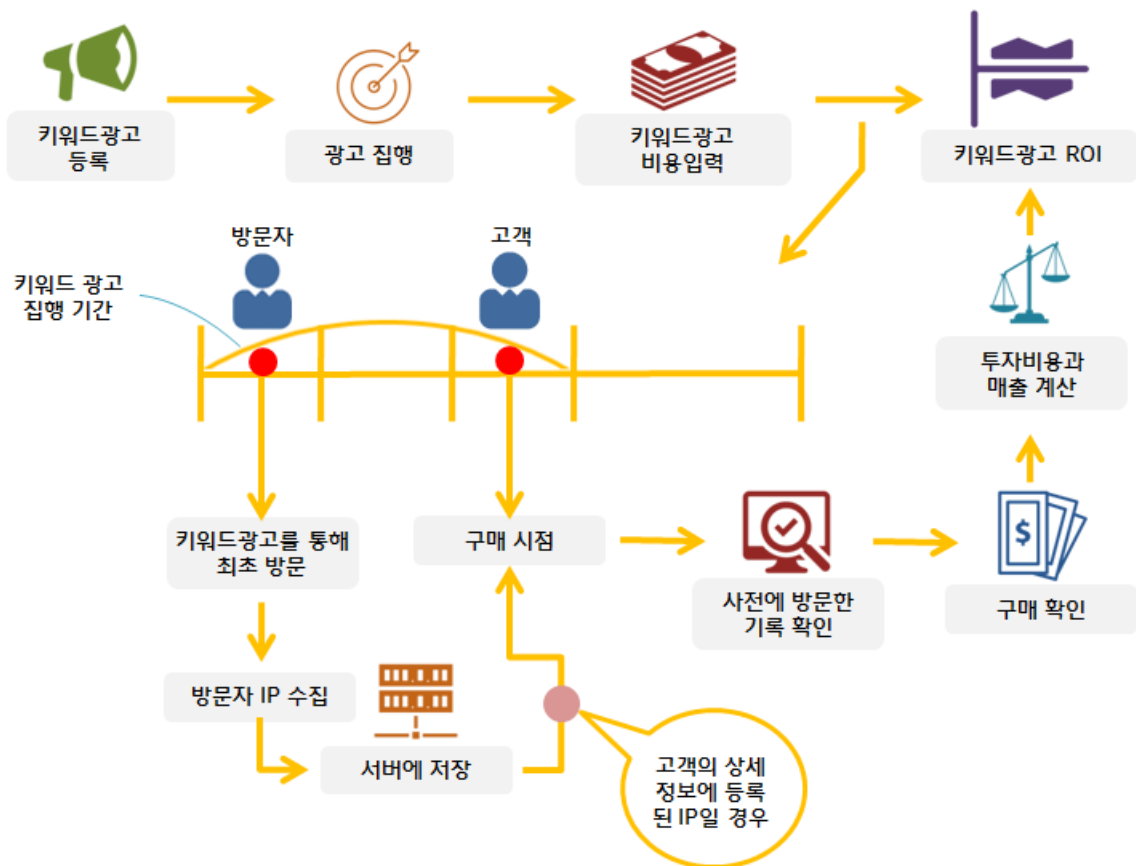 키워드광고
등록
광고 집행
키워드광고
비용입력
키워드광고 ROI
방문자
고객
키워드 광고
집행 기간
투자비용과
매출 계산
키워드광고를 통해
최초 방문
구매 시점
사전에 방문한
기록 확인
$
구매 확인
방문자 IP 수집
서버에 저장
고객의 상세
정보에 등록
된 IP일 경우